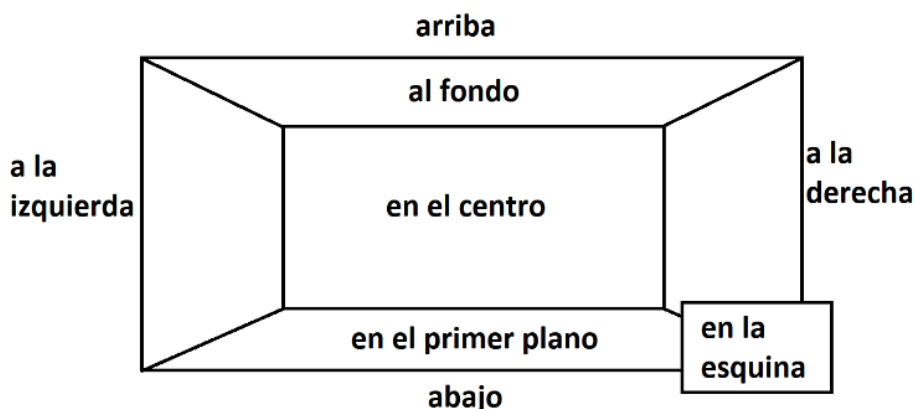 arriba
al fondo
a la
izquierda
en el centro
a la
derecha
en el primer plano
en la
esquina
abajo